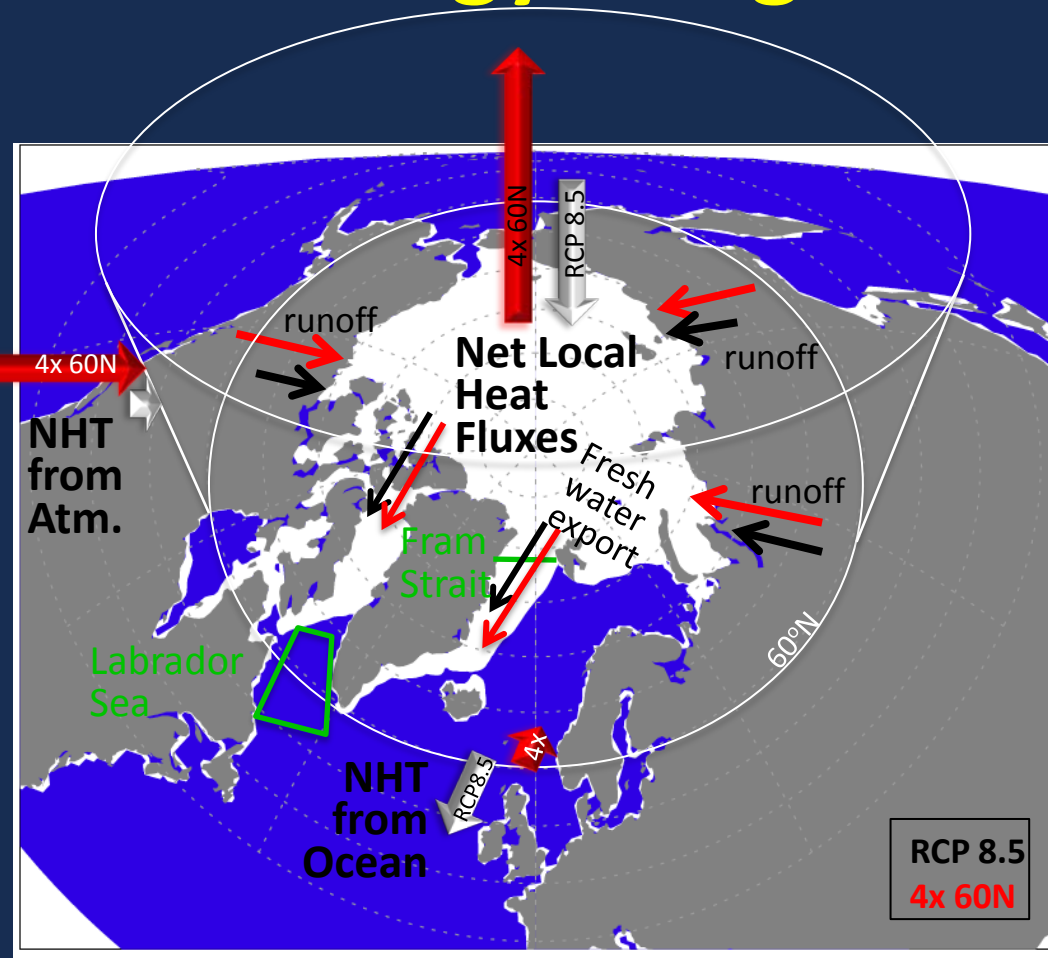 4x 60N
RCP 8.5
runoff
runoff
4x 60N
Net Local
Heat
Fluxes
NHT
from
Atm.
Fresh
water
export
runoff
Fram
Strait
60ºN
Labrador
Sea
4x
RCP8.5
NHT
from
Ocean
RCP 8.5
4x 60N